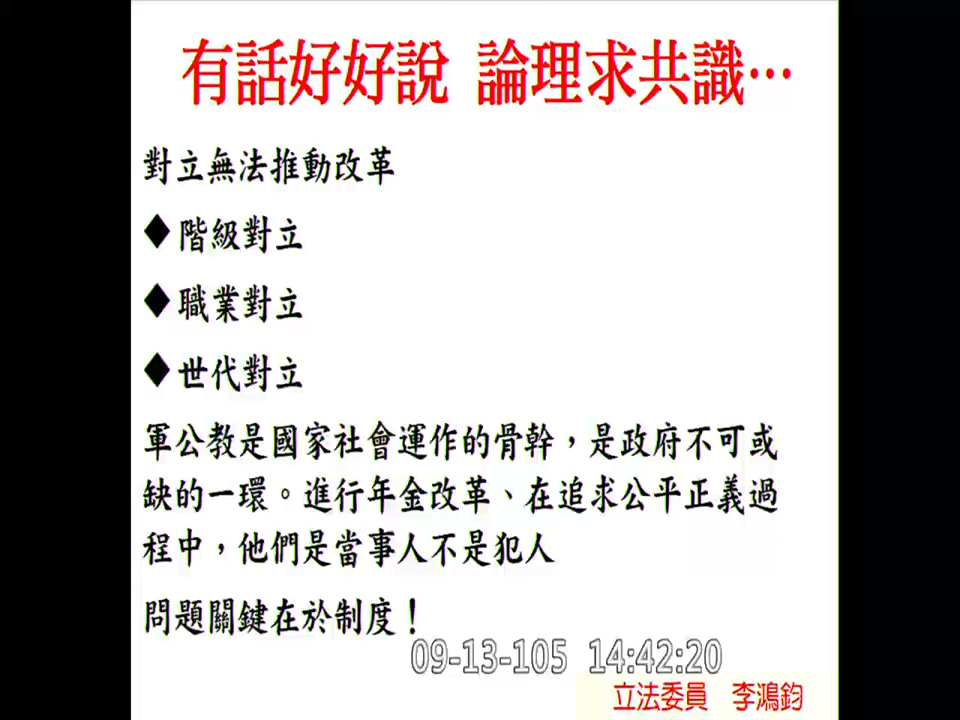 有話好好說 論理求共識…
對立無法推動改革
◆階級對立
◆職業對立
◆世代對立
軍公教是國家社會運作的骨幹，是政府不可或
缺的一環。進行年金改革、在追求公平正義過
程中，他們是當事人不是犯人
問題關鍵在於制度！
09-13-105 14:42:20
立法委員 李鴻鈞